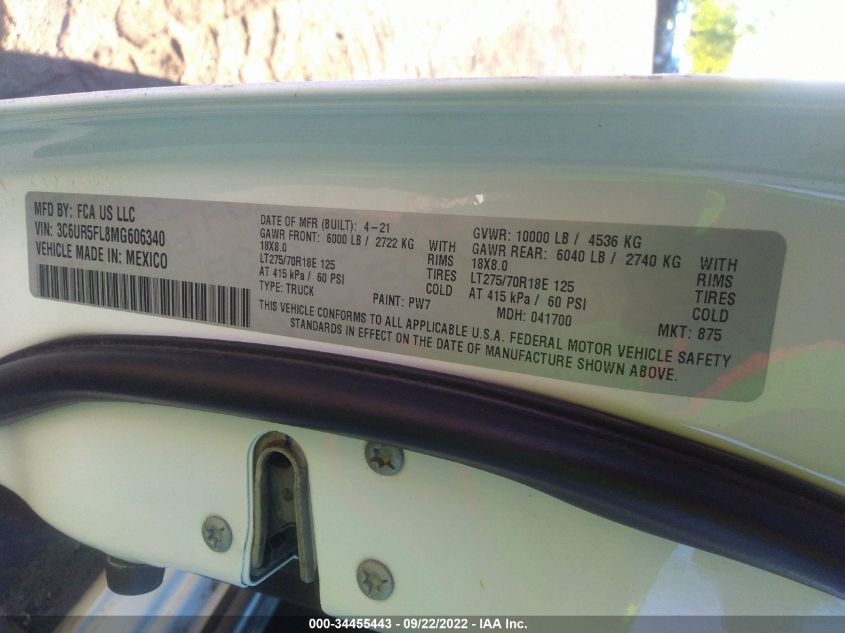 MFD BY: FCA US LLC
VIN: 3C6UR5FL8MG606340
VEHICLE MADE IN: MEXICO
DATE OF MFR (BUILT): 4-21
GAWR FRONT: 6000 LB / 2722 KG WITH
18X8.0 RIMS
LT275/70R18E 125 TIRES
AT 415 kPa / 60 PSI COLD
TYPE: TRUCK PAINT: PW7
GVWR: 10000 LB / 4536 KG
GAWR REAR: 6040 LB / 2740 KG WITH
18X8.0 RIMS
LT275/70R18E 125 TIRES
AT 415 kPa / 60 PSI COLD
MDH: 041700 MKT: 875
THIS VEHICLE CONFORMS TO ALL APPLICABLE U.S.A. FEDERAL MOTOR VEHICLE SAFETY
STANDARDS IN EFFECT ON THE DATE OF MANUFACTURE SHOWN ABOVE.
000-34455443 - 09/22/2022 - IAA Inc.